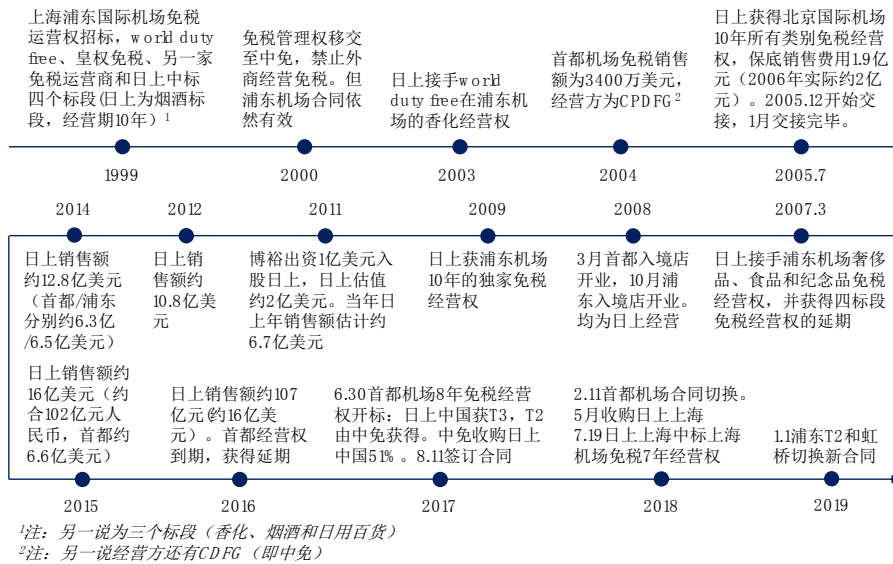 上海浦东国际机场免税
运营权招标，world duty
free、皇权免税、另一家
免税运营商和日上中标
四个标段(日上为烟酒标
段，经营期10年）¹
免税管理权移交
至中免，禁止外
商经营免税。但
浦东机场合同依
然有效
日上接手world
duty free在浦东机
场的香化经营权
首都机场免税销售
额为3400万美元，
经营方为CPDFG²
日上获得北京国际机场
10年所有类别免税经营
权，保底销售费用1.9亿
元（2006年实际约2亿
元）。2005.12开始交
接，1月交接完毕。
1999
2000
2003
2004
2005.7
2014
2012
2011
2009
2008
2007.3
日上销售额
约12.8亿美元
（首都/浦东
分别约6.3亿
/6.5亿美元）
日上销
售额约
10.8亿美
元
博裕出资1亿美元入
股日上，日上估值
约2亿美元。当年日
上年销售额估计约
6.7亿美元
日上获浦东机场
10年的独家免税
经营权
3月首都入境店
开业，10月浦
东入境店开业。
均为日上经营
日上接手浦东机场奢侈
品、食品和纪念品免税
经营权，并获得四标段
免税经营权的延期
日上销售额约
16亿美元（约
合102亿元人
民币，首都约
6.6亿美元）
日上销售额约107
亿元(约16亿美
元）。首都经营权
到期，获得延期
6.30首都机场8年免税经营
权开标：日上中国获T3，T2
由中免获得。中免收购日上
中国51%。8.11签订合同
2.11首都机场合同切换。
5月收购日上上海
7.19日上上海中标上海
机场免税7年经营权
1.1浦东T2和虹
桥切换新合同
2015
2016
2017
2018
2019
¹注：另一说为三个标段（香化、烟酒和日用百货）
²注：另一说经营方还有CDFG（即中免）